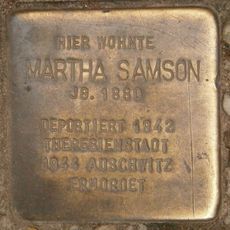 HIER WOHNTE
MARTHA SAMSON
JG. 1880
DEPORTIERT 1942
THERESIENSTADT
1944 AUSCHWITZ
ERMORDET